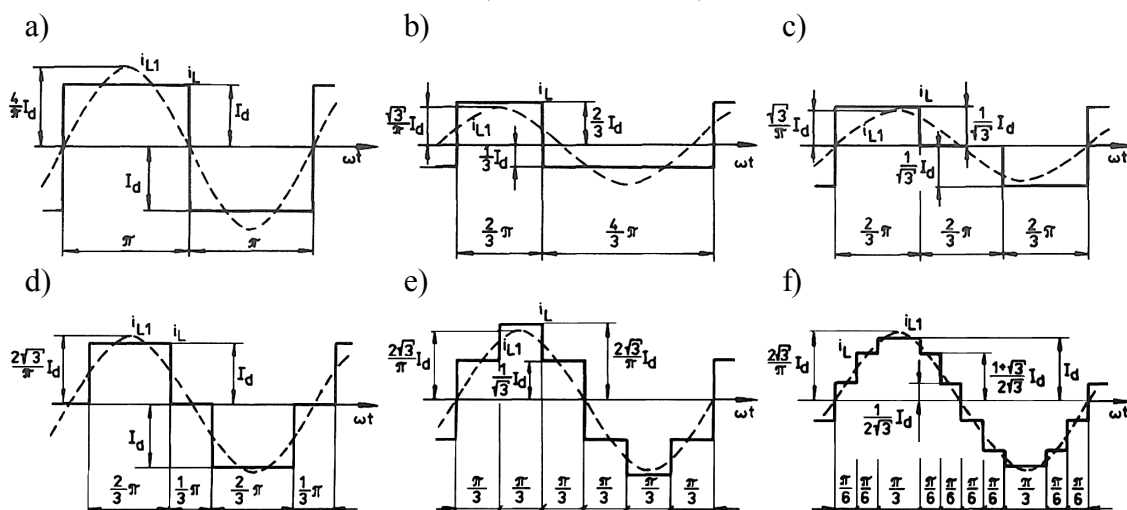 a)
i_L1
i_L
4/π I_d
I_d
I_d
ωt
π
π
b)
i_L
√3/π I_d
i_L1
2/3 I_d
1/3 I_d
ωt
2/3 π
4/3 π
c)
i_L
√3/π I_d
i_L1
1/√3 I_d
1/√3 I_d
ωt
2/3 π
2/3 π
2/3 π
d)
i_L1
i_L
2√3/π I_d
I_d
I_d
ωt
2/3 π
1/3 π
2/3 π
1/3 π
e)
i_L
2√3/π I_d
i_L1
1/√3 I_d
2√3/π I_d
ωt
π/3
π/3
π/3
π/3
π/3
π/3
f)
i_L1
i_L
2√3/π I_d
1+√3/2√3 I_d
I_d
1/2√3 I_d
ωt
π/6
π/6
π/3
π/6
π/6
π/6
π/6
π/3
π/6
π/6